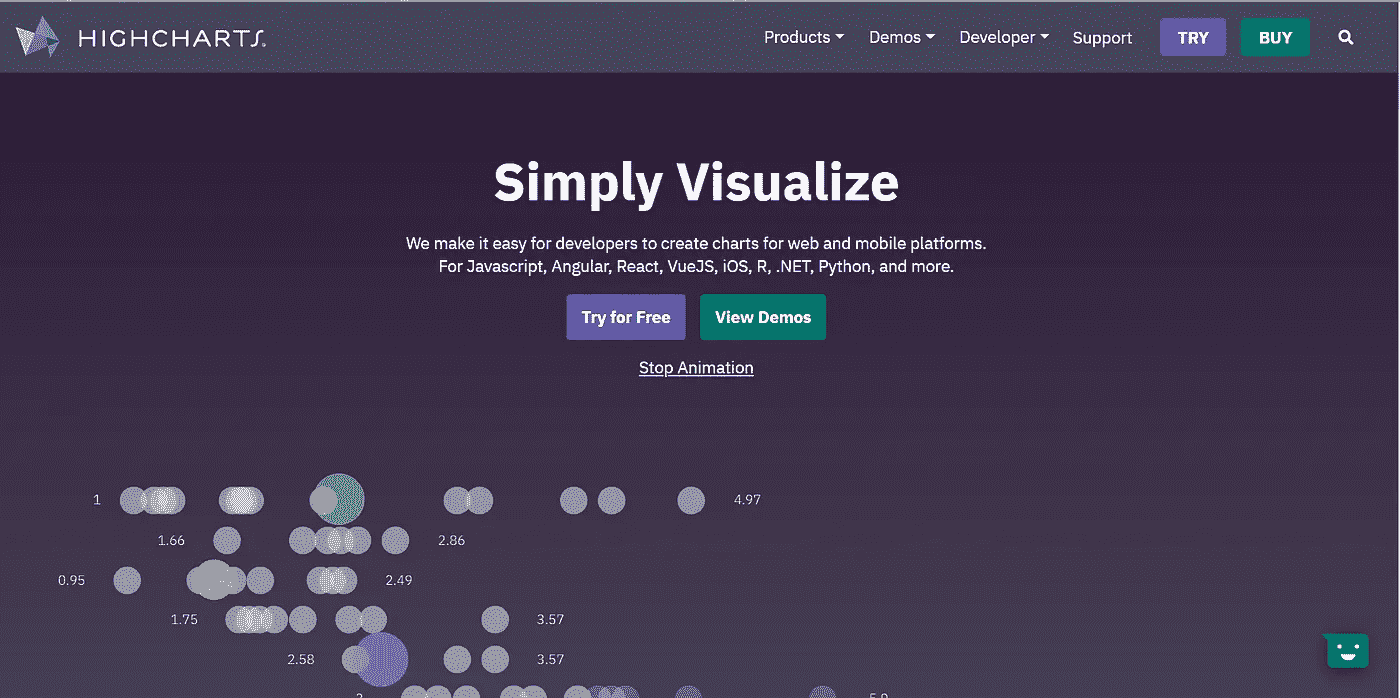 HIGHCHARTS
Products Demos Developer Support TRY BUY
Simply Visualize
We make it easy for developers to create charts for web and mobile platforms.
For Javascript, Angular, React, VueJS, iOS, R, .NET, Python, and more.
Try for Free View Demos
Stop Animation
1 4.97
1.66 2.86
0.95 2.49
1.75 3.57
2.58 3.57